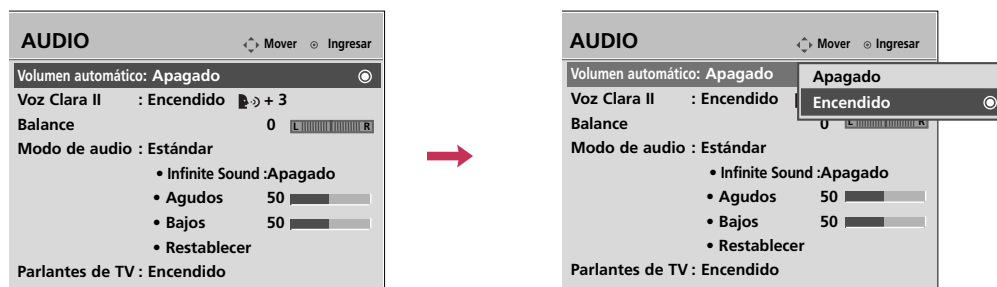 AUDIO
Mover
Ingresar
Volumen automático: Apagado
Voz Clara II : Encendido + 3
Balance 0 L R
Modo de audio : Estándar
• Infinite Sound :Apagado
• Agudos 50
• Bajos 50
• Restablecer
Parlantes de TV : Encendido
AUDIO
Mover
Ingresar
Volumen automático: Apagado
Apagado
Encendido
Voz Clara II : Encendido
Balance 0 L R
Modo de audio : Estándar
• Infinite Sound :Apagado
• Agudos 50
• Bajos 50
• Restablecer
Parlantes de TV : Encendido